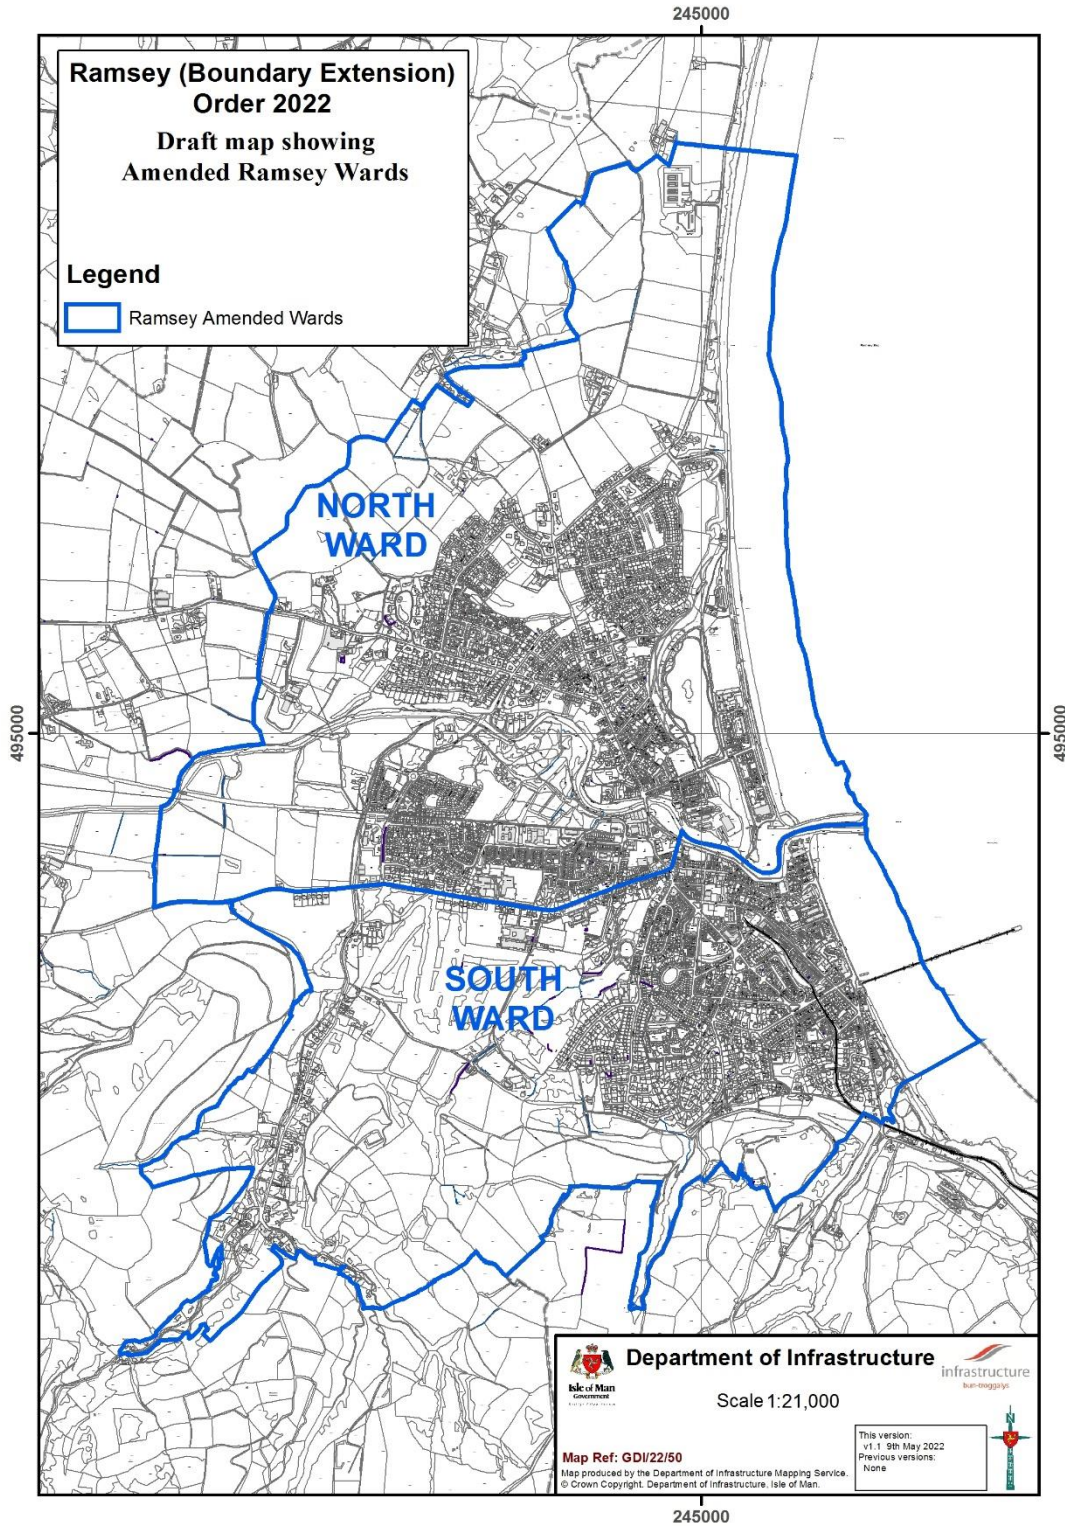 245000
Ramsey (Boundary Extension)
Order 2022
Draft map showing
Amended Ramsey Wards
Legend
Ramsey Amended Wards
NORTH
WARD
495000
495000
SOUTH
WARD
Department of Infrastructure
Isle of Man
Government
infrastructure
bun-troggalys
Scale 1:21,000
Map Ref: GDI/22/50
Map produced by the Department of Infrastructure Mapping Service.
© Crown Copyright, Department of Infrastructure, Isle of Man.
This version:
v1.1 9th May 2022
Previous versions:
None
N
245000